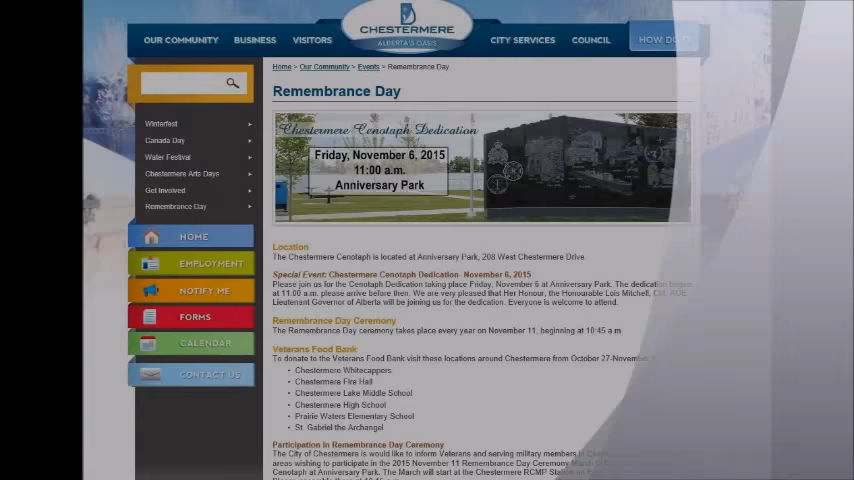 CHESTERMERE
ALBERTA'S OASIS
OUR COMMUNITY BUSINESS VISITORS CITY SERVICES COUNCIL HOW DO
Home > Our Community > Events > Remembrance Day
Remembrance Day
Winterfest
Canada Day
Water Festival
Chestermere Arts Days
Get Involved
Remembrance Day
HOME
EMPLOYMENT
NOTIFY ME
FORMS
CALENDAR
CONTACT US
Chestermere Cenotaph Dedication
Friday, November 6, 2015
11:00 a.m.
Anniversary Park
Location
The Chestermere Cenotaph is located at Anniversary Park, 208 West Chestermere Drive.
Special Event: Chestermere Cenotaph Dedication- November 6, 2015
Please join us for the Cenotaph Dedication taking place Friday, November 6 at Anniversary Park. The dedication begins
at 11:00 a.m. please arrive before then. We are very pleased that Her Honour, the Honourable Lois Mitchell, CM, AOE
Lieutenant Governor of Alberta will be joining us for the dedication. Everyone is welcome to attend.
Remembrance Day Ceremony
The Remembrance Day ceremony takes place every year on November 11, beginning at 10:45 a.m
Veterans Food Bank
To donate to the Veterans Food Bank visit these locations around Chestermere from October 27-November
• Chestermere Whitecappers
• Chestermere Fire Hall
• Chestermere Lake Middle School
• Chestermere High School
• Prairie Waters Elementary School
• St. Gabriel the Archangel
Participation In Remembrance Day Ceremony
The City of Chestermere is would like to inform Veterans and serving military members in
areas wishing to participate in the 2015 November 11 Remembrance Day Ceremony March
Cenotaph at Anniversary Park. The March will start at the Chestermere RCMP Station